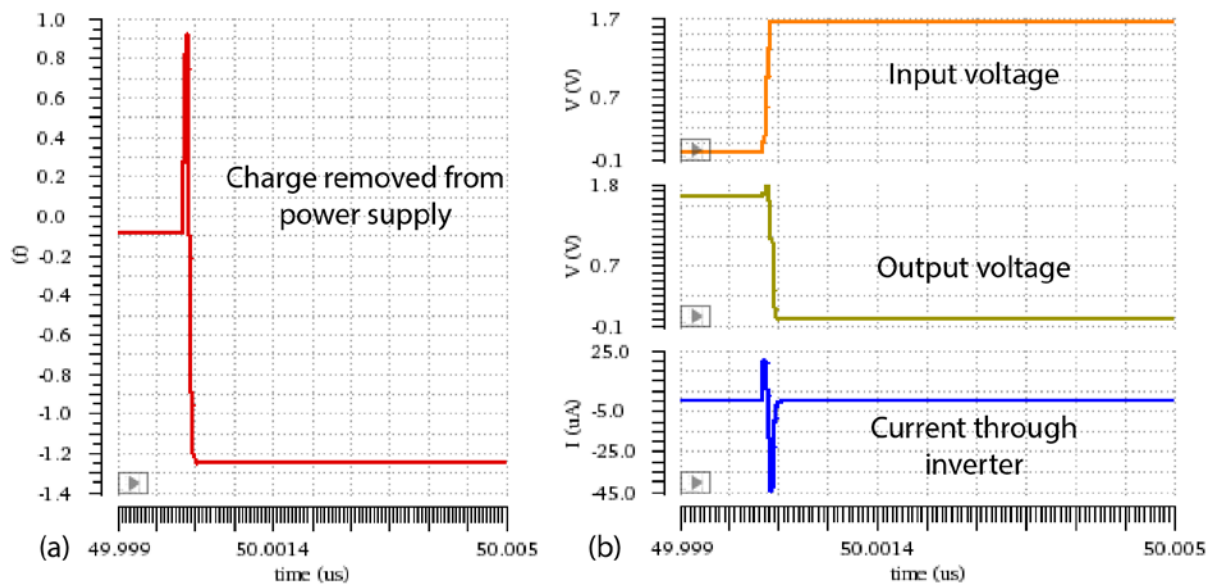 1.0
0.8
0.6
0.4
0.2
0.0
-0.2
-0.4
-0.6
-0.8
-1.0
-1.2
-1.4
(f)
Charge removed from
power supply
(a)
49.999
50.0014
50.005
time (us)
1.7
0.7
-0.1
V (V)
Input voltage
1.8
0.7
-0.1
V (V)
Output voltage
25.0
-5.0
-25.0
-45.0
I (uA)
Current through
inverter
(b)
49.999
50.0014
50.005
time (us)